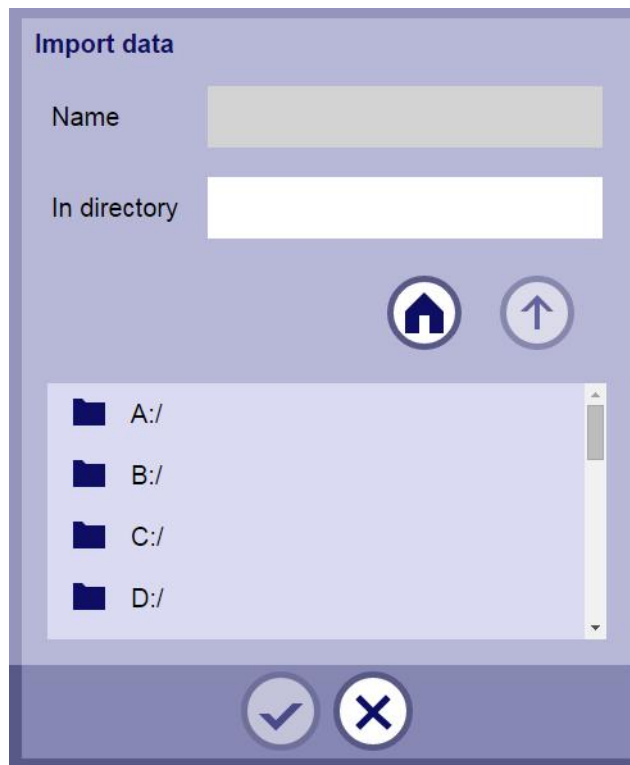 Import data
Name
In directory
A:/
B:/
C:/
D:/